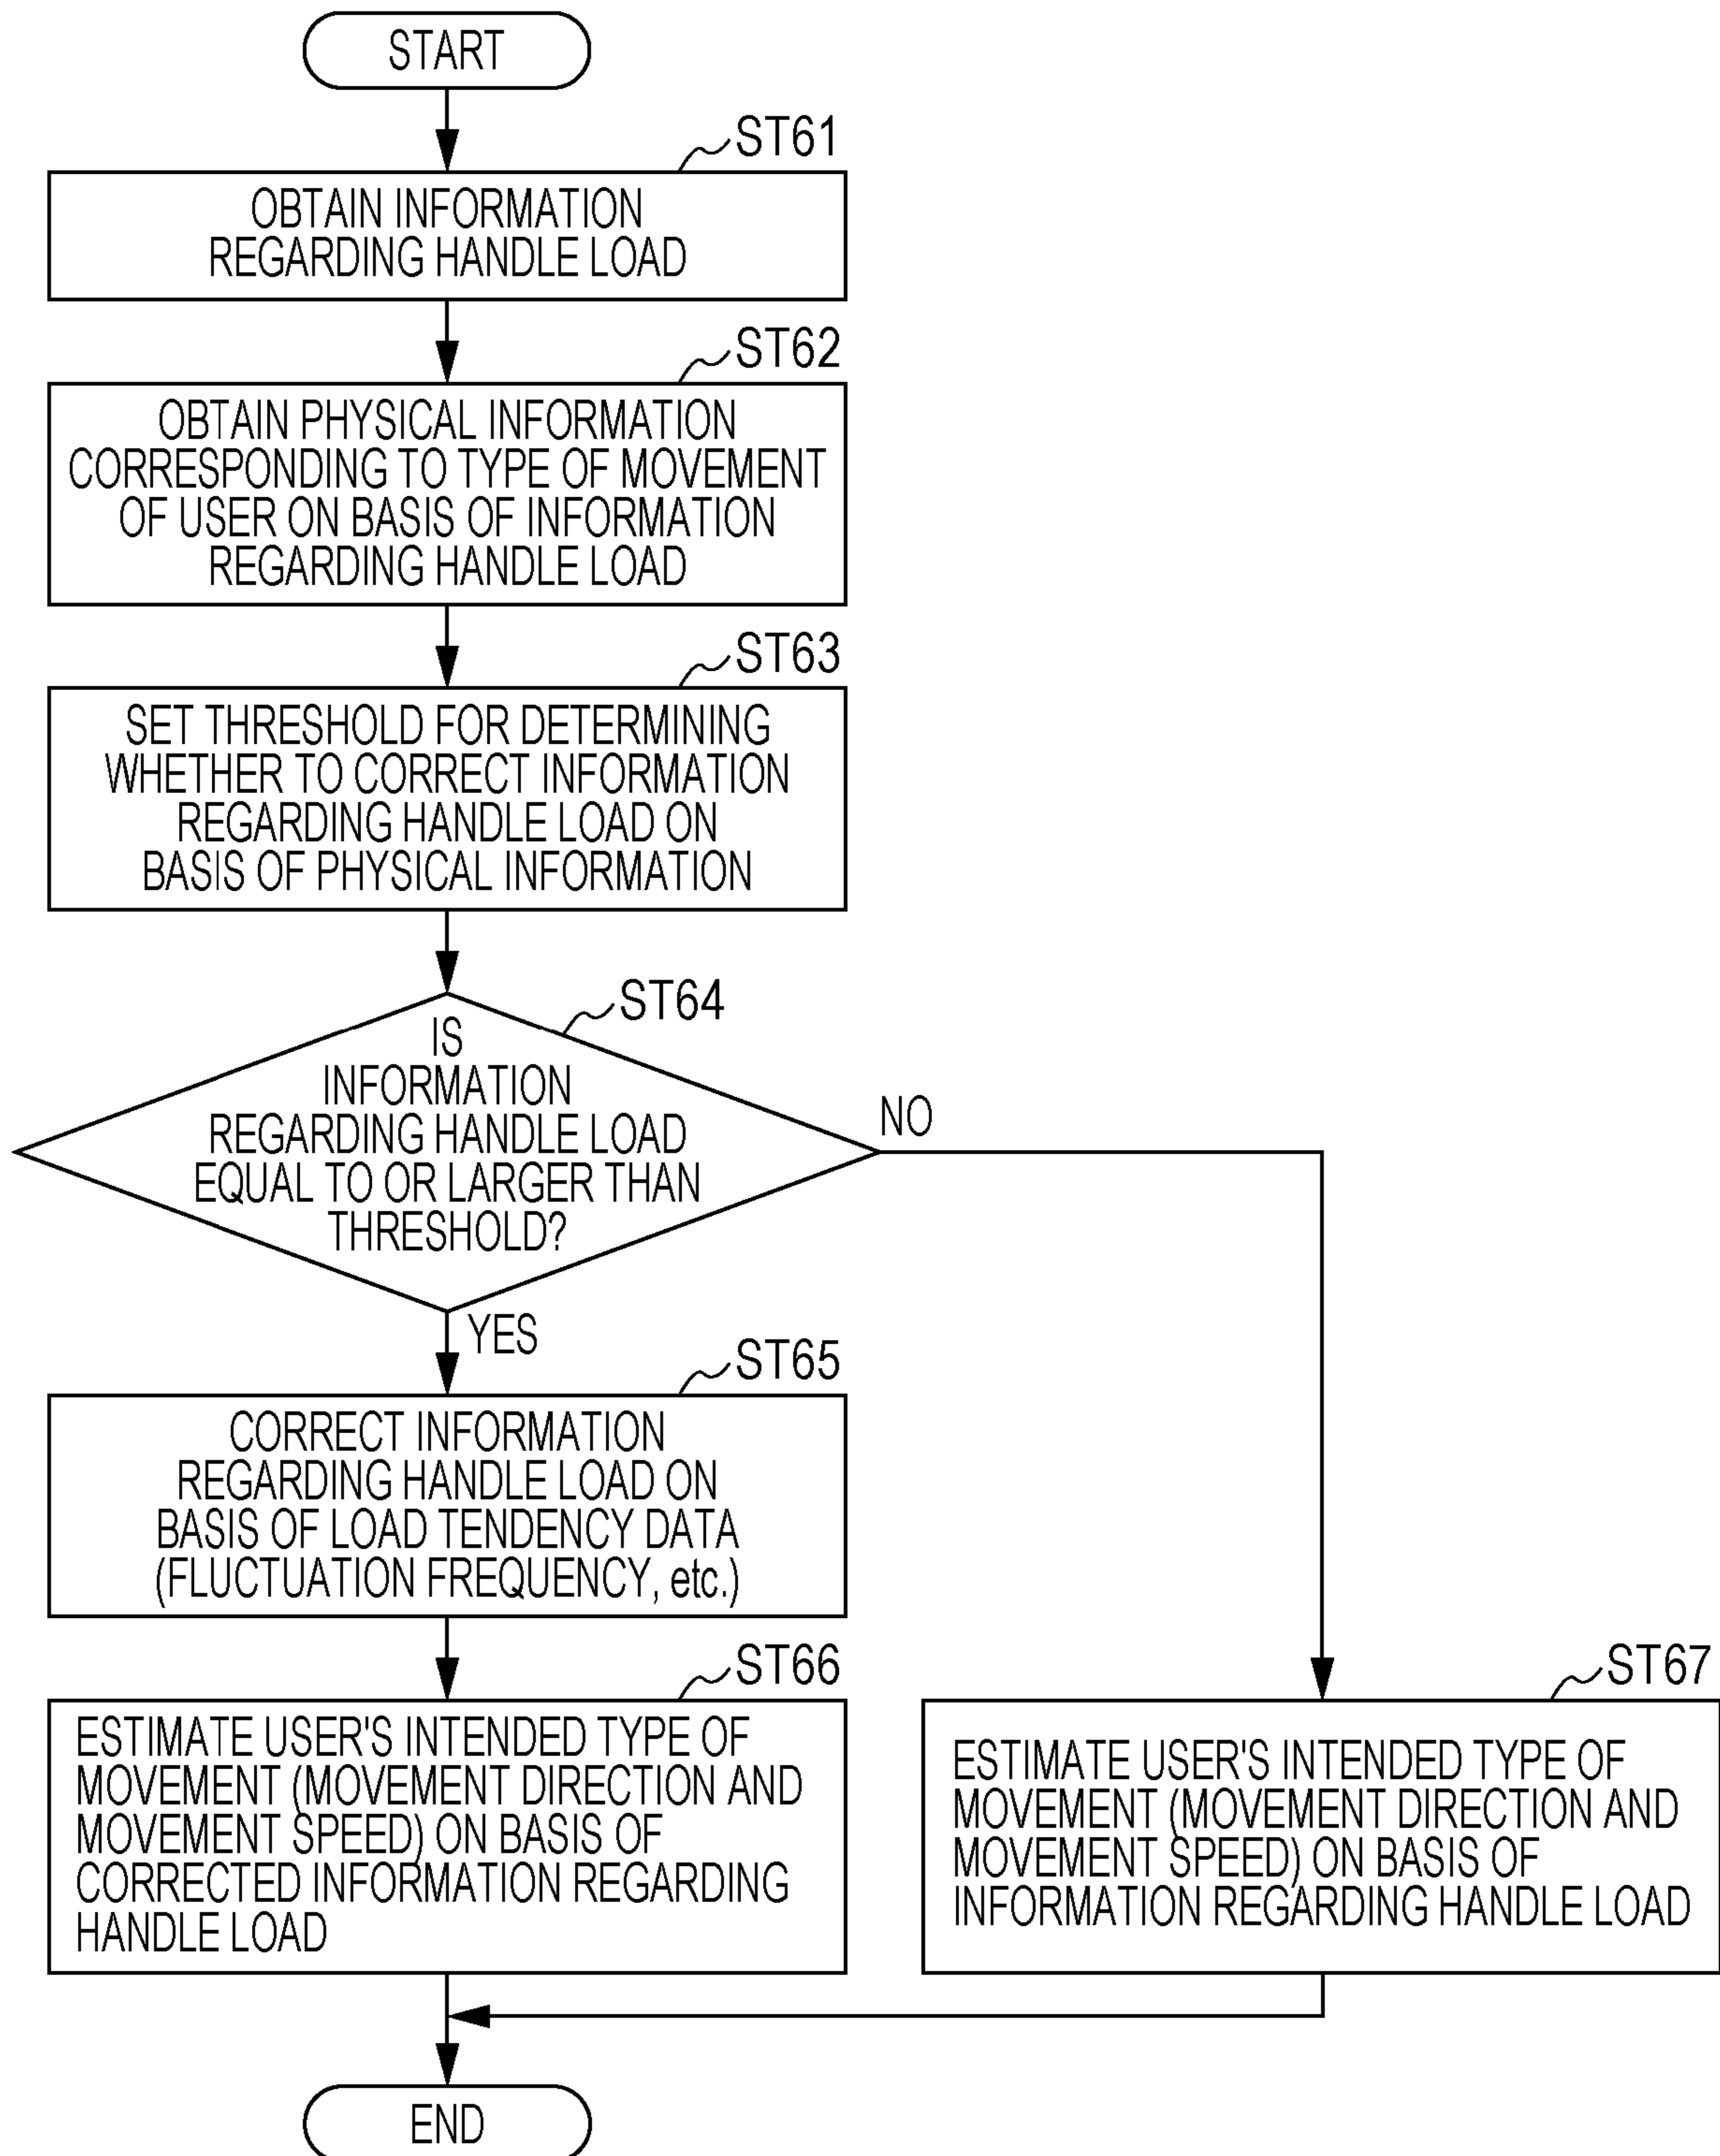 START
ST61
OBTAIN INFORMATION
REGARDING HANDLE LOAD
ST62
OBTAIN PHYSICAL INFORMATION
CORRESPONDING TO TYPE OF MOVEMENT
OF USER ON BASIS OF INFORMATION
REGARDING HANDLE LOAD
ST63
SET THRESHOLD FOR DETERMINING
WHETHER TO CORRECT INFORMATION
REGARDING HANDLE LOAD ON
BASIS OF PHYSICAL INFORMATION
ST64
IS
INFORMATION
REGARDING HANDLE LOAD
EQUAL TO OR LARGER THAN
THRESHOLD?
NO
YES
ST65
CORRECT INFORMATION
REGARDING HANDLE LOAD ON
BASIS OF LOAD TENDENCY DATA
(FLUCTUATION FREQUENCY, etc.)
ST66
ESTIMATE USER'S INTENDED TYPE OF
MOVEMENT (MOVEMENT DIRECTION AND
MOVEMENT SPEED) ON BASIS OF
CORRECTED INFORMATION REGARDING
HANDLE LOAD
ST67
ESTIMATE USER'S INTENDED TYPE OF
MOVEMENT (MOVEMENT DIRECTION AND
MOVEMENT SPEED) ON BASIS OF
INFORMATION REGARDING HANDLE LOAD
END